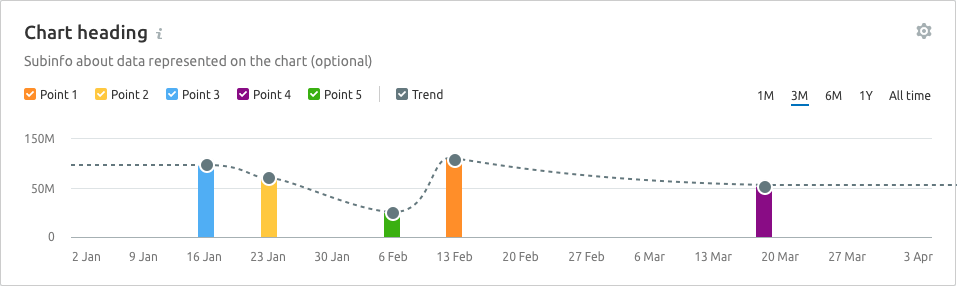 Chart heading i
Subinfo about data represented on the chart (optional)
Point 1 Point 2 Point 3 Point 4 Point 5 Trend 1M 3M 6M 1Y All time
150M
50M
0
2 Jan 9 Jan 16 Jan 23 Jan 30 Jan 6 Feb 13 Feb 20 Feb 27 Feb 6 Mar 13 Mar 20 Mar 27 Mar 3 Apr